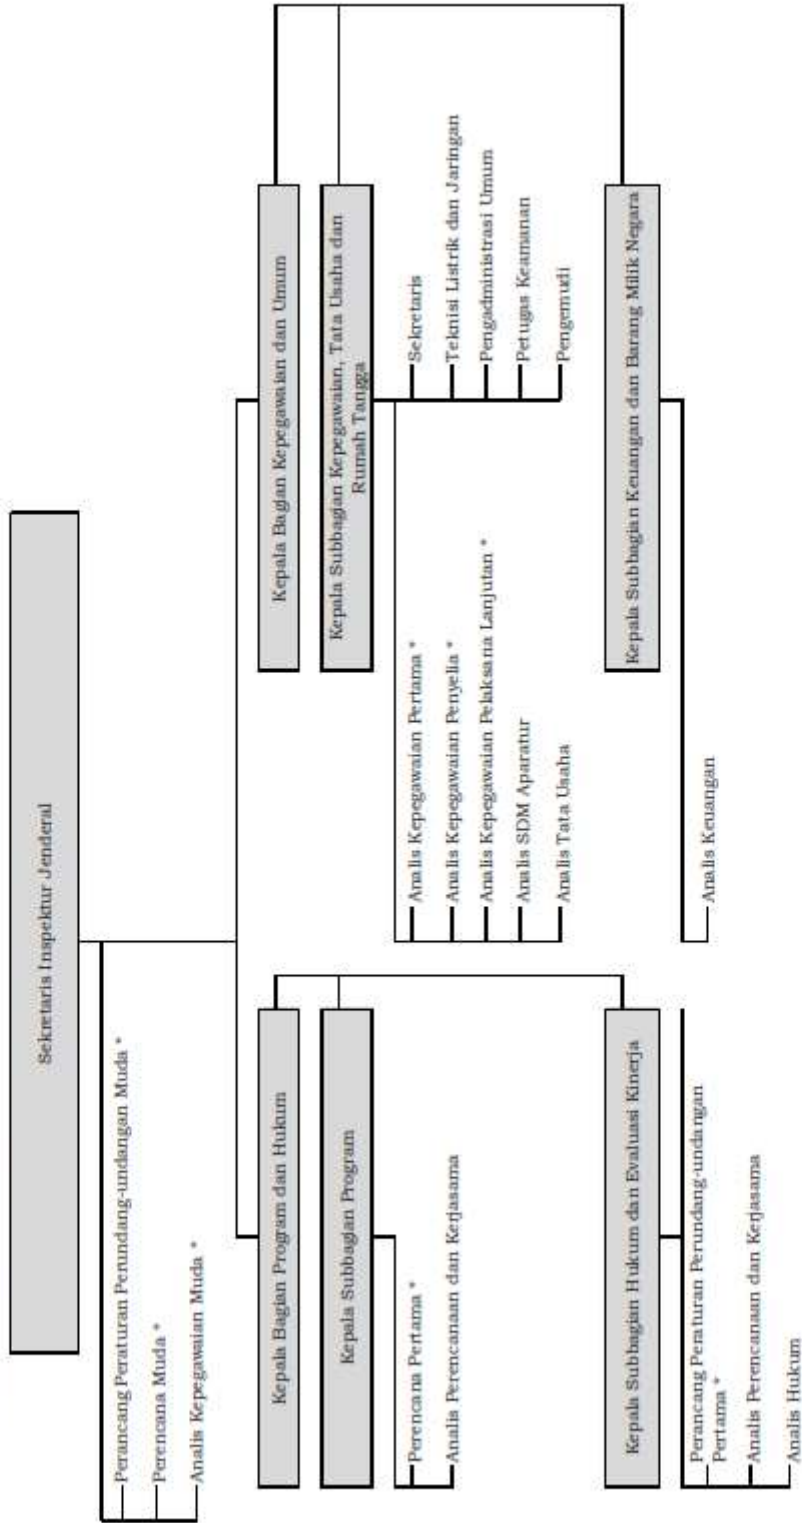 Sekretaris Inspektur Jenderal
Perancang Peraturan Perundang-undangan Muda *
Perencana Muda *
Analis Kepegawaian Muda *
Kepala Bagian Program dan Hukum
Kepala Subbagian Program
Perencana Pertama *
Analis Perencanaan dan Kerjasama
Kepala Subbagian Hukum dan Evaluasi Kinerja
Perancang Peraturan Perundang-undangan
Pertama *
Analis Perencanaan dan Kerjasama
Analis Hukum
Kepala Bagian Kepegawaian dan Umum
Kepala Subbagian Kepegawaian, Tata Usaha dan
Rumah Tangga
Analis Kepegawaian Pertama *
Analis Kepegawaian Penyelia *
Analis Kepegawaian Pelaksana Lanjutan *
Analis SDM Aparatur
Analis Tata Usaha
Sekretaris
Teknisi Listrik dan Jaringan
Pengadministrasi Umum
Petugas Keamanan
Pengemudi
Kepala Subbagian Keuangan dan Barang Milik Negara
Analis Keuangan